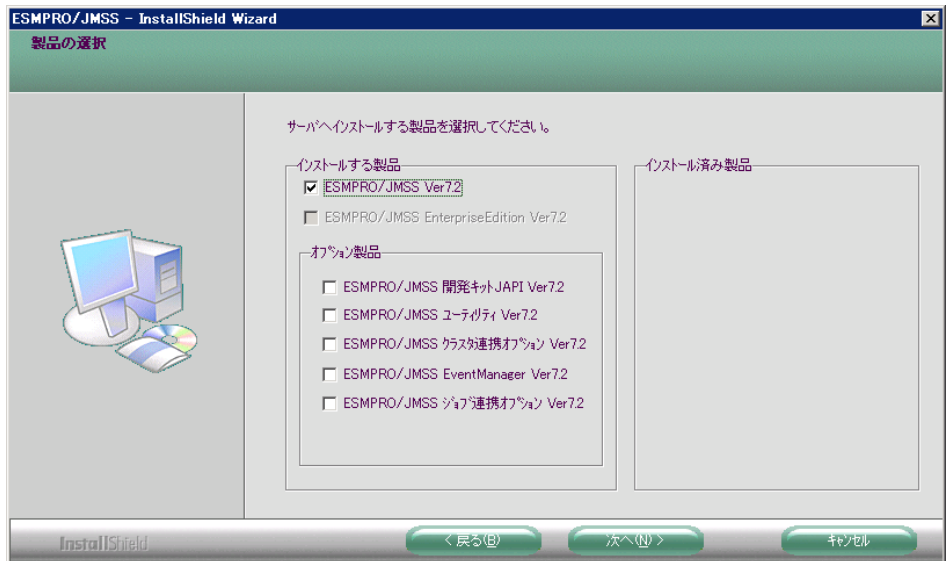 ESMPRO/JMSS - InstallShield Wizard
製品の選択
サーバへインストールする製品を選択してください。
インストールする製品
ESMPRO/JMSS Ver7.2
ESMPRO/JMSS EnterpriseEdition Ver7.2
オプション製品
ESMPRO/JMSS 開発キットJAPI Ver7.2
ESMPRO/JMSS ユーティリティ Ver7.2
ESMPRO/JMSS クラスタ連携オプション Ver7.2
ESMPRO/JMSS EventManager Ver7.2
ESMPRO/JMSS ジョブ連携オプション Ver7.2
インストール済み製品
InstallShield
< 戻る(B)
次へ(N) >
キャンセル